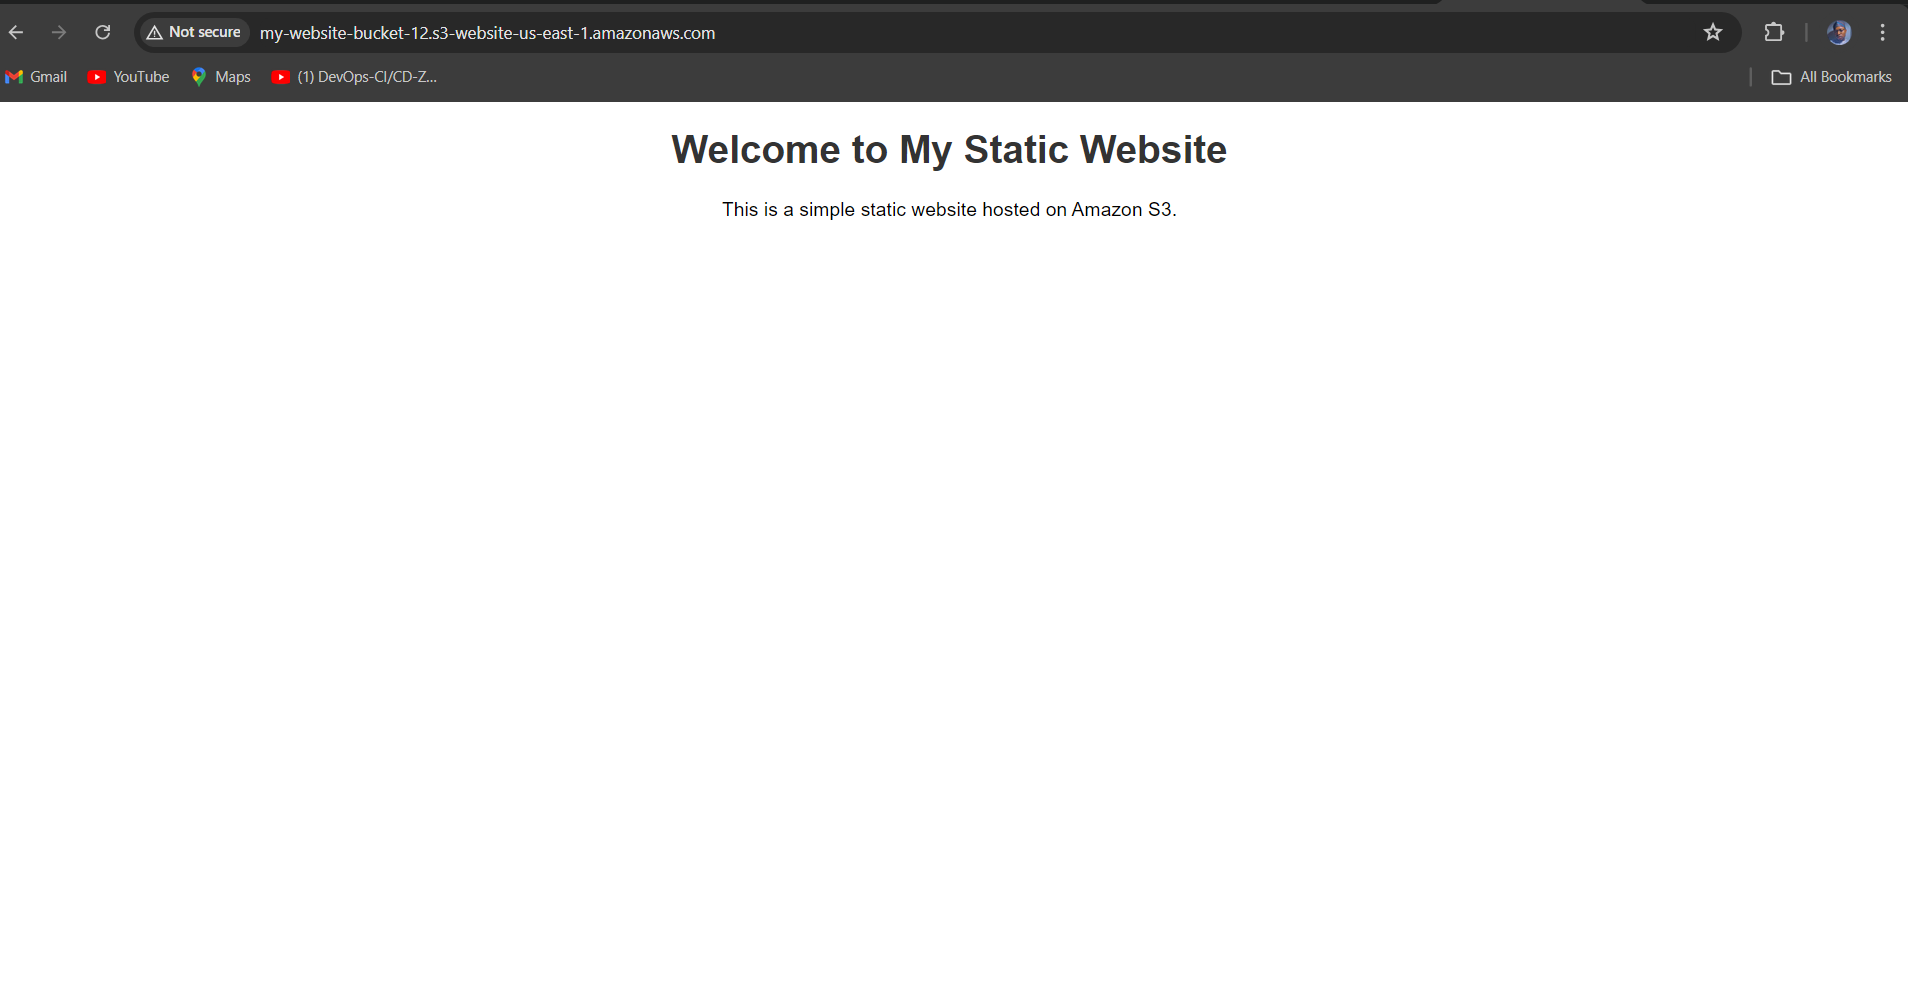 Not secure my-website-bucket-12.s3-website-us-east-1.amazonaws.com
Gmail YouTube Maps (1) DevOps-CI/CD-Z... All Bookmarks
Welcome to My Static Website
This is a simple static website hosted on Amazon S3.